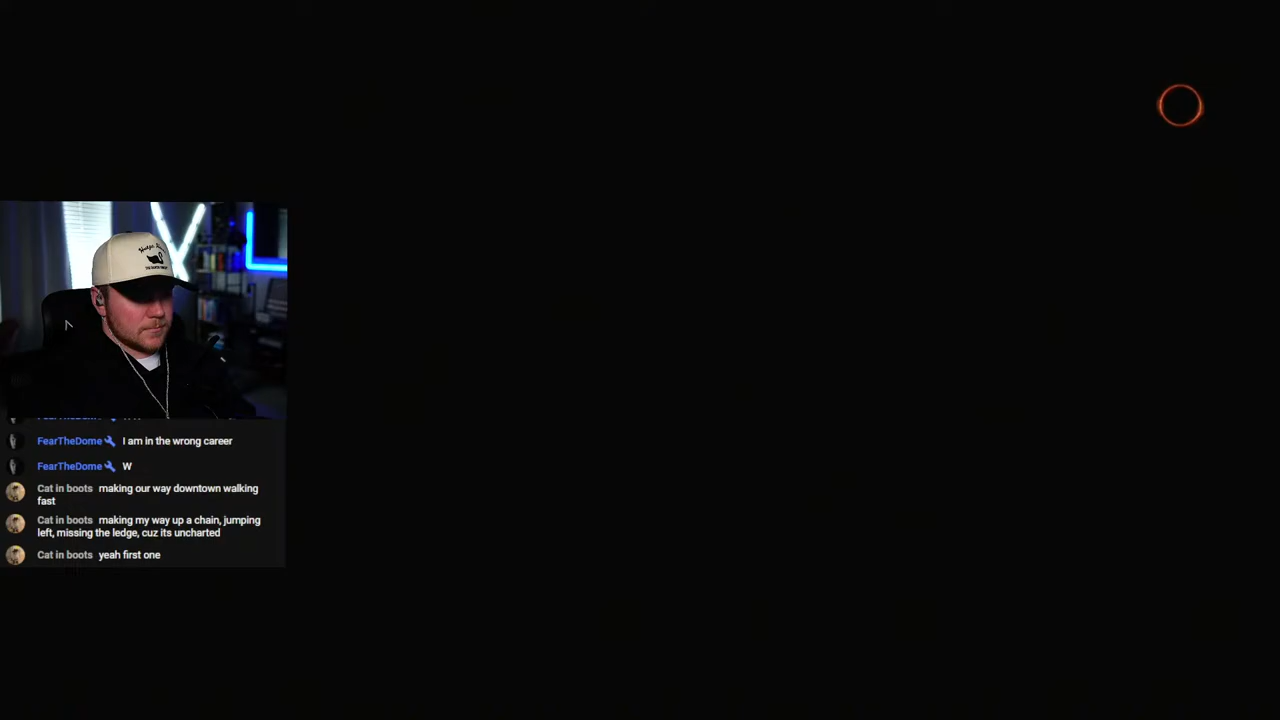 FearTheDome I am in the wrong career
FearTheDome W
Cat in boots making our way downtown walking
fast
Cat in boots making my way up a chain, jumping
left, missing the ledge, cuz its uncharted
Cat in boots yeah first one